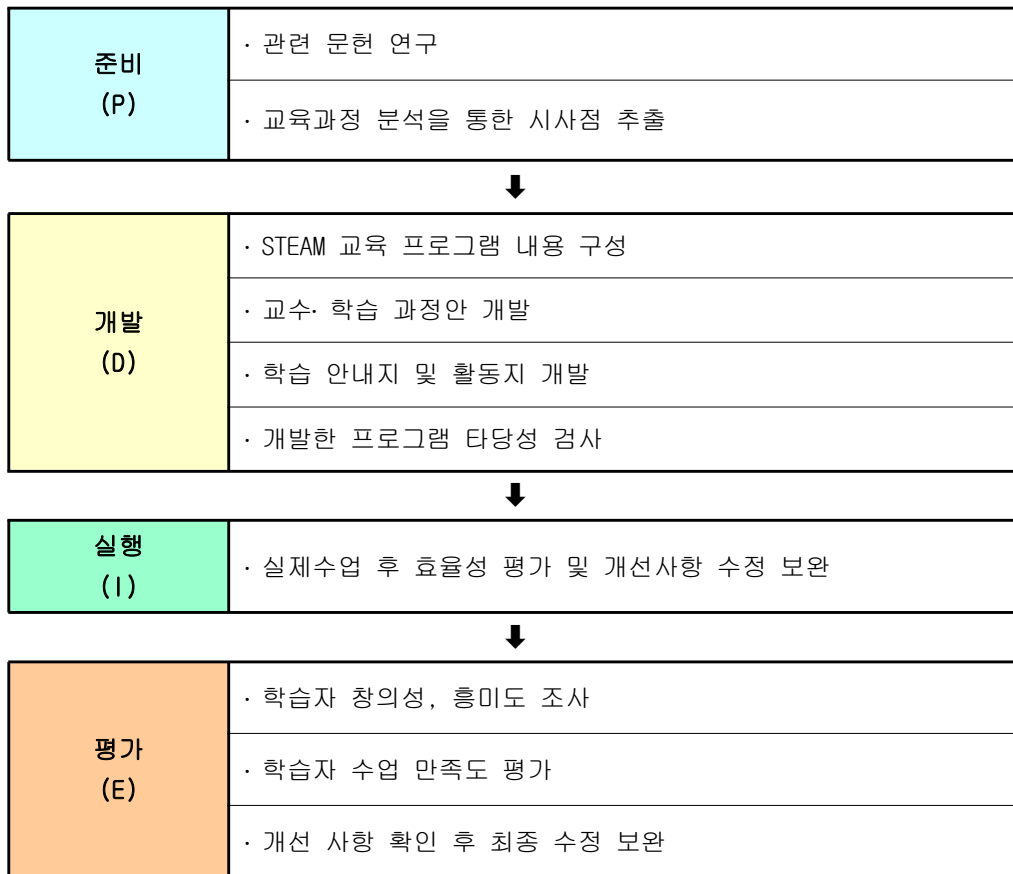 준비
(P)
· 관련 문헌 연구
· 교육과정 분석을 통한 시사점 추출
⬇
개발
(D)
· STEAM 교육 프로그램 내용 구성
· 교수· 학습 과정안 개발
· 학습 안내지 및 활동지 개발
· 개발한 프로그램 타당성 검사
⬇
실행
(I)
· 실제수업 후 효율성 평가 및 개선사항 수정 보완
⬇
평가
(E)
· 학습자 창의성, 흥미도 조사
· 학습자 수업 만족도 평가
· 개선 사항 확인 후 최종 수정 보완